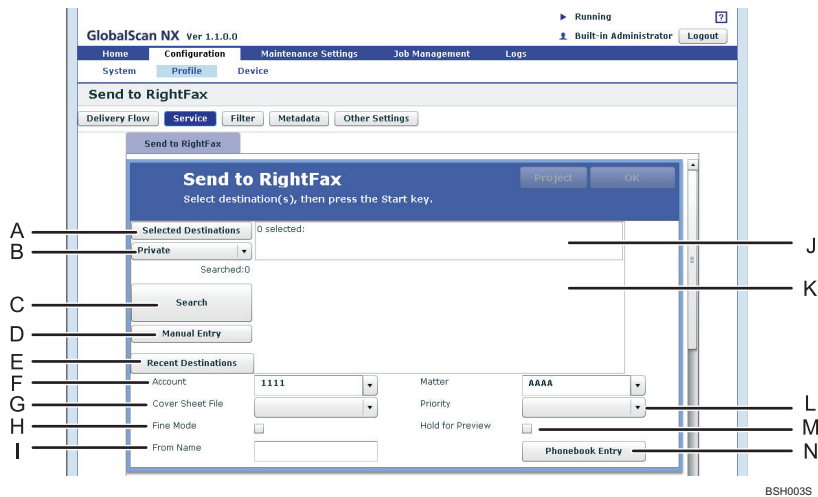 Running ?
GlobalScan NX Ver 1.1.0.0
Built-in Administrator Logout
Home Configuration Maintenance Settings Job Management Logs
System Profile Device
Send to RightFax
Delivery Flow Service Filter Metadata Other Settings
Send to RightFax
Send to RightFax
Project OK
Select destination(s), then press the Start key.
A Selected Destinations 0 selected: J
B Private
Searched:0
K
C Search
D Manual Entry
E Recent Destinations
F Account 1111 Matter AAAA
G Cover Sheet File Priority L
H Fine Mode Hold for Preview M
I From Name Phonebook Entry N
BSH003S